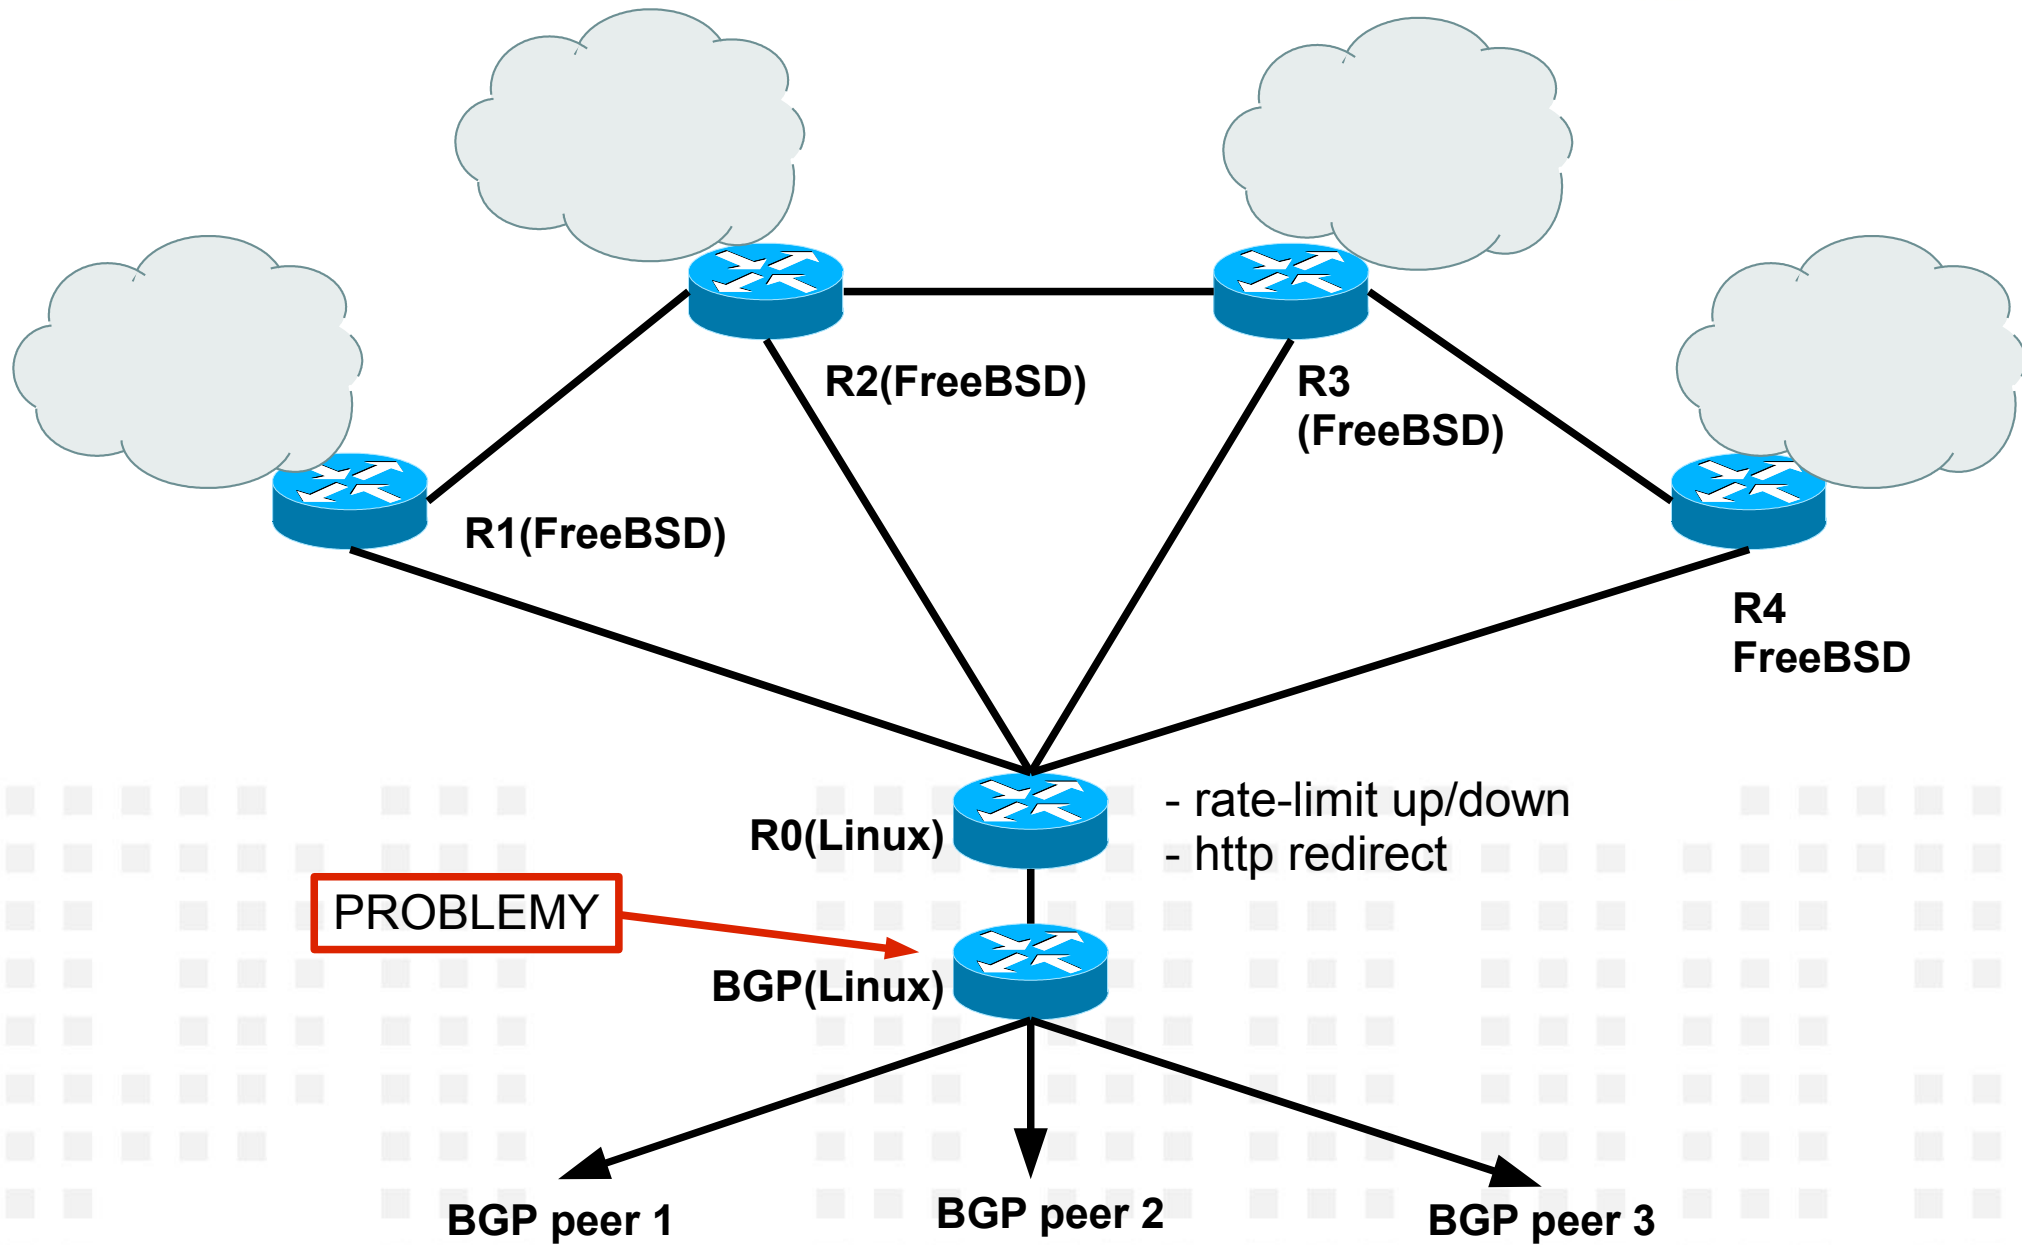 R2(FreeBSD)
R3
(FreeBSD)
R1(FreeBSD)
R4
FreeBSD
- rate-limit up/down
R0(Linux)
- http redirect
PROBLEMY
BGP(Linux)
BGP peer 1
BGP peer 2
BGP peer 3